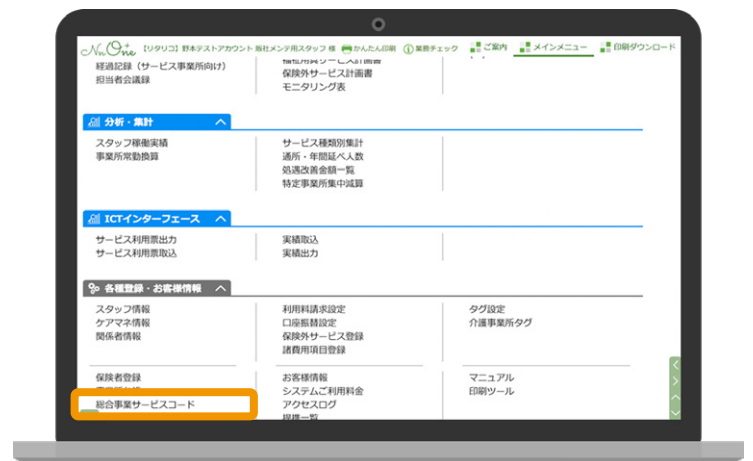 NnOne 【リタリコ】野本テストアカウント 販社メンテ用スタッフ 様 かんたん印刷 業務チェック ご案内 メインメニュー 印刷ダウンロード
経過記録（サービス事業所向け）
担当者会議録
保険外サービス計画書
モニタリング表
分析・集計
スタッフ稼働実績
事業所常勤換算
サービス種類別集計
通所・年間延べ人数
処遇改善金額一覧
特定事業所集中減算
ICTインターフェース
サービス利用票出力
サービス利用票取込
実績取込
実績出力
各種登録・お客様情報
スタッフ情報
ケアマネ情報
関係者情報
利用料請求設定
口座振替設定
保険外サービス登録
諸費用項目登録
タグ設定
介護事業所タグ
保険者登録
総合事業サービスコード
お客様情報
システムご利用料金
アクセスログ
マニュアル
印刷ツール